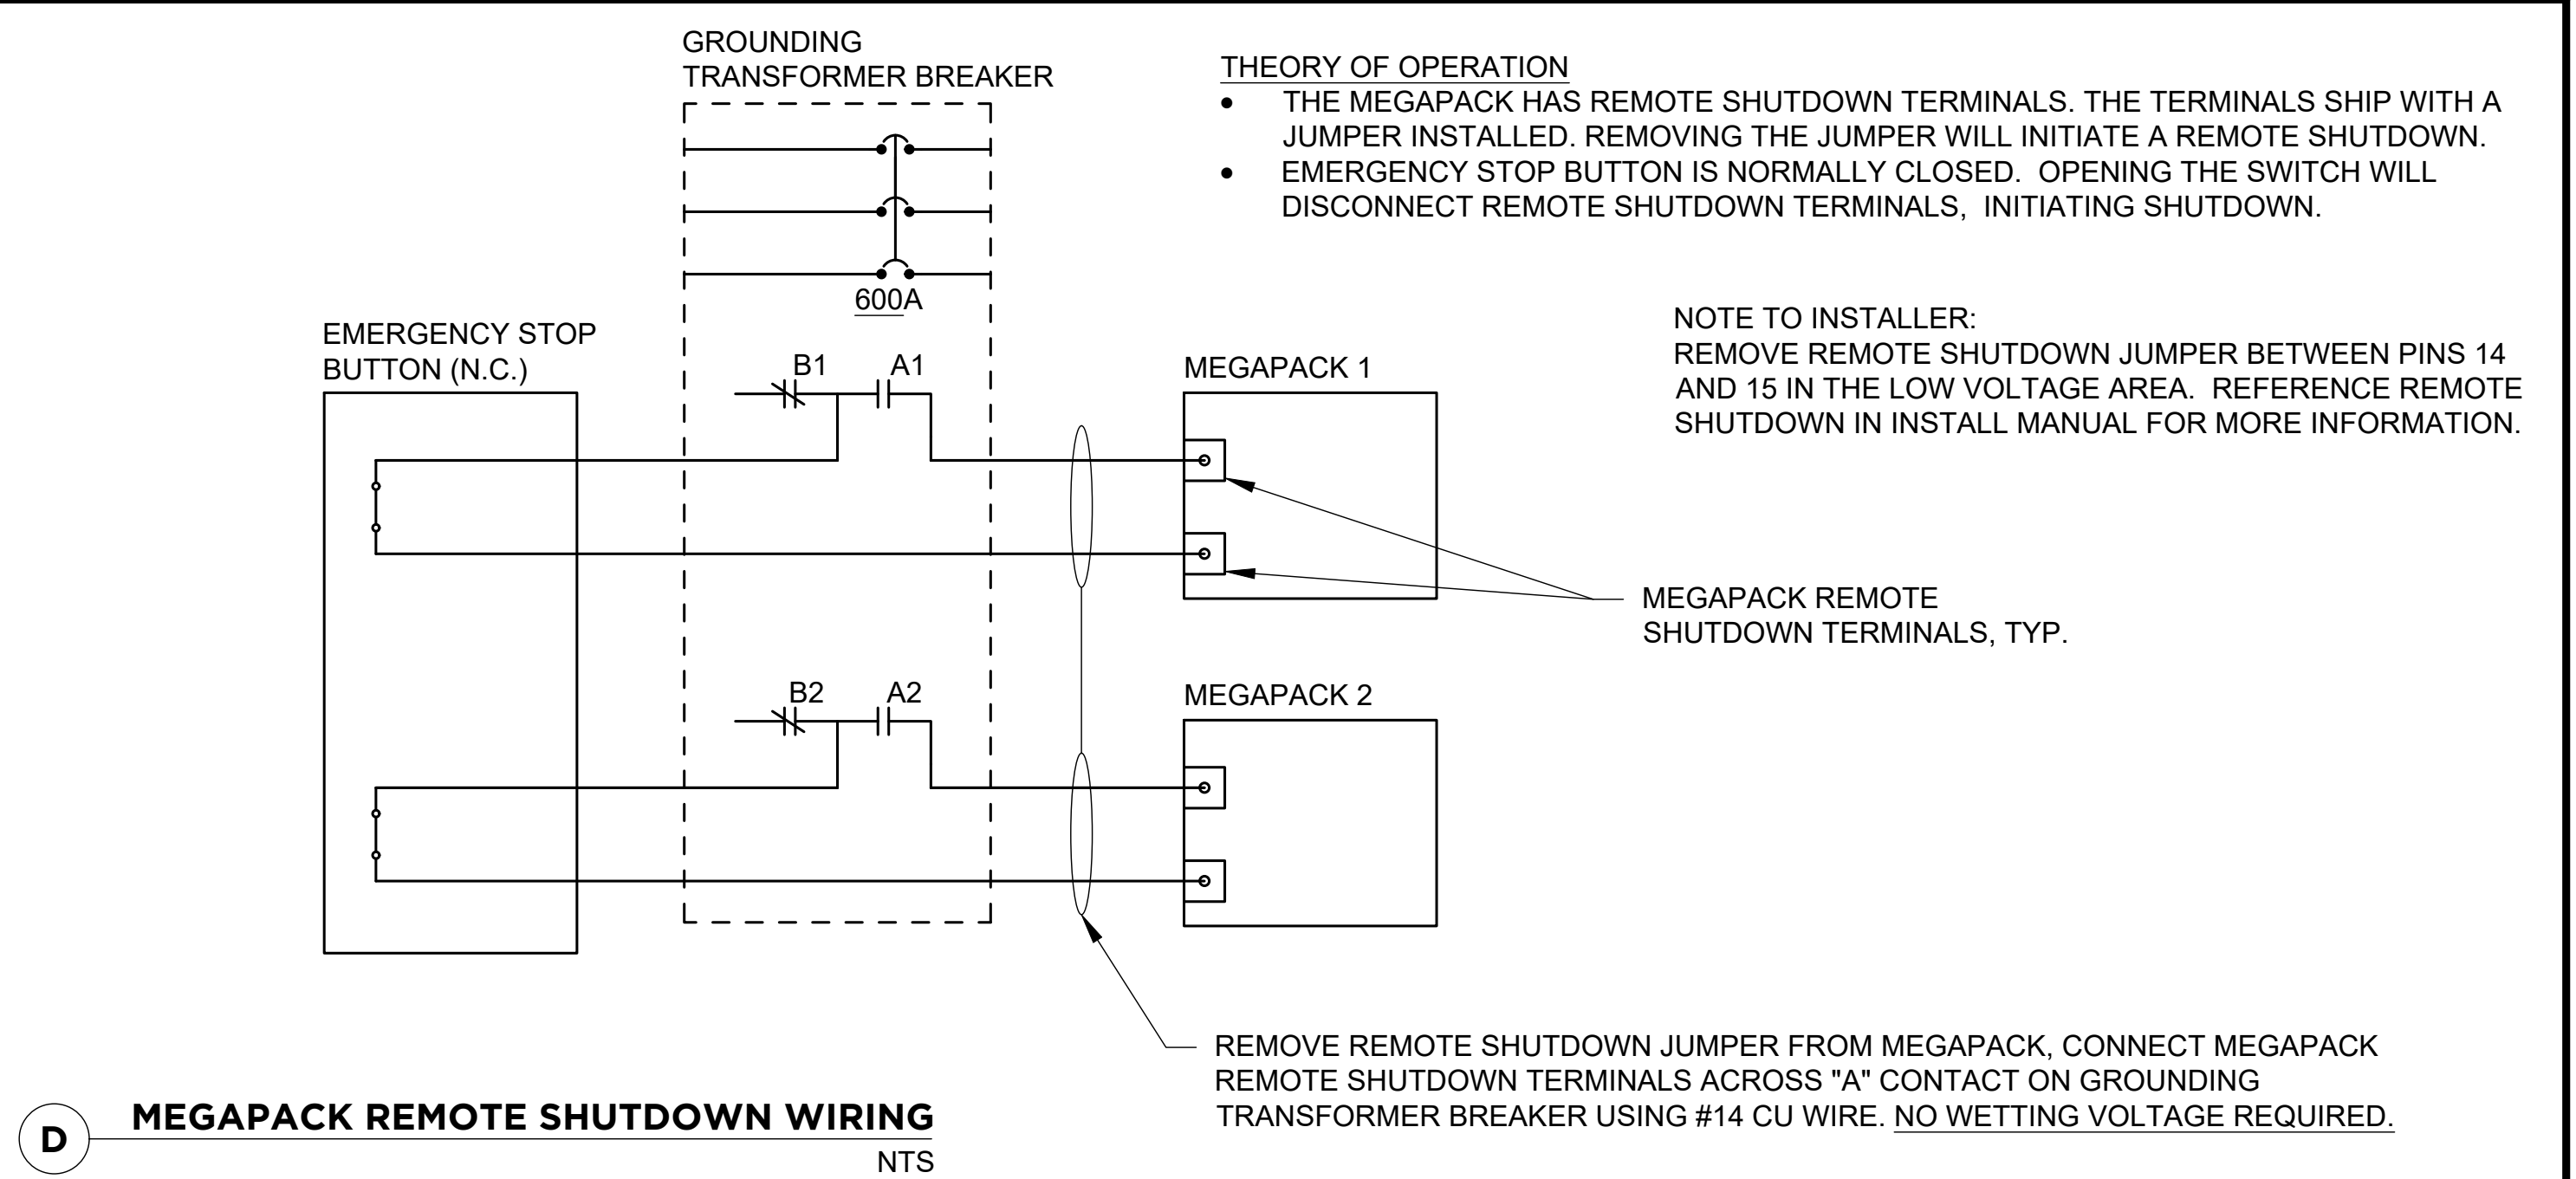 GROUNDING
TRANSFORMER BREAKER
THEORY OF OPERATION
• THE MEGAPACK HAS REMOTE SHUTDOWN TERMINALS. THE TERMINALS SHIP WITH A
JUMPER INSTALLED. REMOVING THE JUMPER WILL INITIATE A REMOTE SHUTDOWN.
• EMERGENCY STOP BUTTON IS NORMALLY CLOSED. OPENING THE SWITCH WILL
DISCONNECT REMOTE SHUTDOWN TERMINALS, INITIATING SHUTDOWN.
600A
NOTE TO INSTALLER:
REMOVE REMOTE SHUTDOWN JUMPER BETWEEN PINS 14
AND 15 IN THE LOW VOLTAGE AREA. REFERENCE REMOTE
SHUTDOWN IN INSTALL MANUAL FOR MORE INFORMATION.
EMERGENCY STOP
BUTTON (N.C.)
B1
A1
MEGAPACK 1
MEGAPACK REMOTE
SHUTDOWN TERMINALS, TYP.
B2
A2
MEGAPACK 2
REMOVE REMOTE SHUTDOWN JUMPER FROM MEGAPACK, CONNECT MEGAPACK
REMOTE SHUTDOWN TERMINALS ACROSS "A" CONTACT ON GROUNDING
TRANSFORMER BREAKER USING #14 CU WIRE. NO WETTING VOLTAGE REQUIRED.
D
MEGAPACK REMOTE SHUTDOWN WIRING
NTS